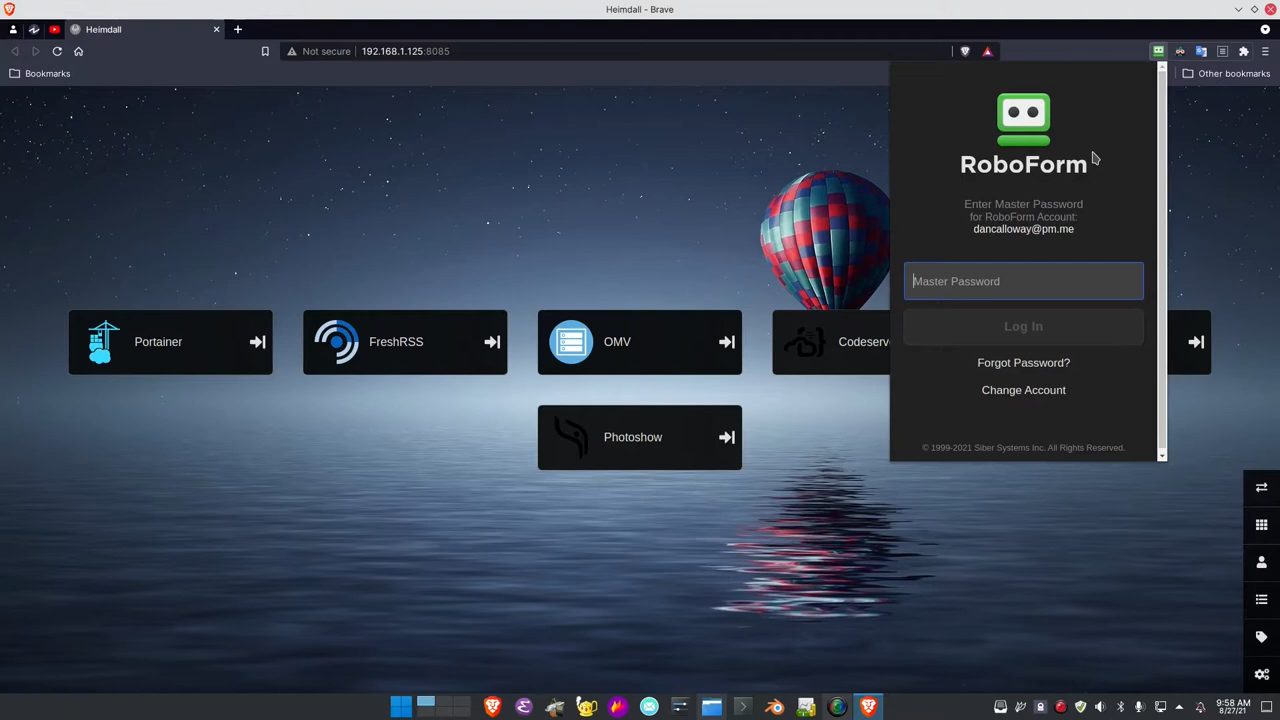 Heimdall - Brave
Heimdall
Not secure 192.168.1.125:8085
Bookmarks
Other bookmarks
RoboForm
Enter Master Password
for RoboForm Account:
dancalloway@pm.me
Master Password
Log In
Forgot Password?
Change Account
© 1999-2021 Siber Systems Inc. All Rights Reserved.
Portainer
FreshRSS
OMV
Codeserve
Photoshow
9:58 AM
8/27/21